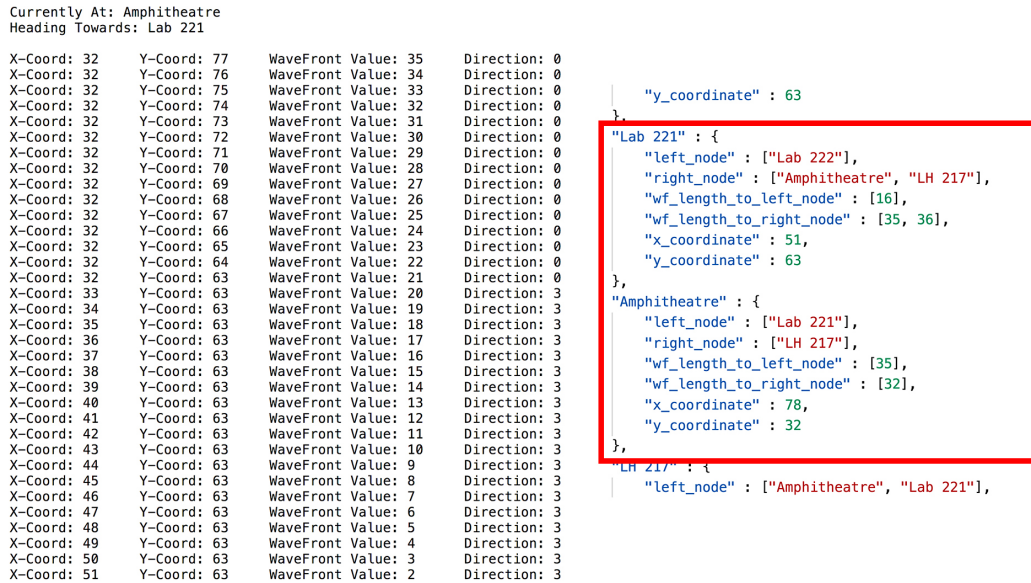 Currently At: Amphitheatre
Heading Towards: Lab 221
X-Coord: 32 Y-Coord: 77 WaveFront Value: 35 Direction: 0
X-Coord: 32 Y-Coord: 76 WaveFront Value: 34 Direction: 0
X-Coord: 32 Y-Coord: 75 WaveFront Value: 33 Direction: 0
X-Coord: 32 Y-Coord: 74 WaveFront Value: 32 Direction: 0
X-Coord: 32 Y-Coord: 73 WaveFront Value: 31 Direction: 0
X-Coord: 32 Y-Coord: 72 WaveFront Value: 30 Direction: 0
X-Coord: 32 Y-Coord: 71 WaveFront Value: 29 Direction: 0
X-Coord: 32 Y-Coord: 70 WaveFront Value: 28 Direction: 0
X-Coord: 32 Y-Coord: 69 WaveFront Value: 27 Direction: 0
X-Coord: 32 Y-Coord: 68 WaveFront Value: 26 Direction: 0
X-Coord: 32 Y-Coord: 67 WaveFront Value: 25 Direction: 0
X-Coord: 32 Y-Coord: 66 WaveFront Value: 24 Direction: 0
X-Coord: 32 Y-Coord: 65 WaveFront Value: 23 Direction: 0
X-Coord: 32 Y-Coord: 64 WaveFront Value: 22 Direction: 0
X-Coord: 32 Y-Coord: 63 WaveFront Value: 21 Direction: 0
X-Coord: 33 Y-Coord: 63 WaveFront Value: 20 Direction: 3
X-Coord: 34 Y-Coord: 63 WaveFront Value: 19 Direction: 3
X-Coord: 35 Y-Coord: 63 WaveFront Value: 18 Direction: 3
X-Coord: 36 Y-Coord: 63 WaveFront Value: 17 Direction: 3
X-Coord: 37 Y-Coord: 63 WaveFront Value: 16 Direction: 3
X-Coord: 38 Y-Coord: 63 WaveFront Value: 15 Direction: 3
X-Coord: 39 Y-Coord: 63 WaveFront Value: 14 Direction: 3
X-Coord: 40 Y-Coord: 63 WaveFront Value: 13 Direction: 3
X-Coord: 41 Y-Coord: 63 WaveFront Value: 12 Direction: 3
X-Coord: 42 Y-Coord: 63 WaveFront Value: 11 Direction: 3
X-Coord: 43 Y-Coord: 63 WaveFront Value: 10 Direction: 3
X-Coord: 44 Y-Coord: 63 WaveFront Value: 9 Direction: 3
X-Coord: 45 Y-Coord: 63 WaveFront Value: 8 Direction: 3
X-Coord: 46 Y-Coord: 63 WaveFront Value: 7 Direction: 3
X-Coord: 47 Y-Coord: 63 WaveFront Value: 6 Direction: 3
X-Coord: 48 Y-Coord: 63 WaveFront Value: 5 Direction: 3
X-Coord: 49 Y-Coord: 63 WaveFront Value: 4 Direction: 3
X-Coord: 50 Y-Coord: 63 WaveFront Value: 3 Direction: 3
X-Coord: 51 Y-Coord: 63 WaveFront Value: 2 Direction: 3
"y_coordinate" : 63
},
"Lab 221" : {
"left_node" : ["Lab 222"],
"right_node" : ["Amphitheatre", "LH 217"],
"wf_length_to_left_node" : [16],
"wf_length_to_right_node" : [35, 36],
"x_coordinate" : 51,
"y_coordinate" : 63
},
"Amphitheatre" : {
"left_node" : ["Lab 221"],
"right_node" : ["LH 217"],
"wf_length_to_left_node" : [35],
"wf_length_to_right_node" : [32],
"x_coordinate" : 78,
"y_coordinate" : 32
},
"LH 217" : {
"left_node" : ["Amphitheatre", "Lab 221"],